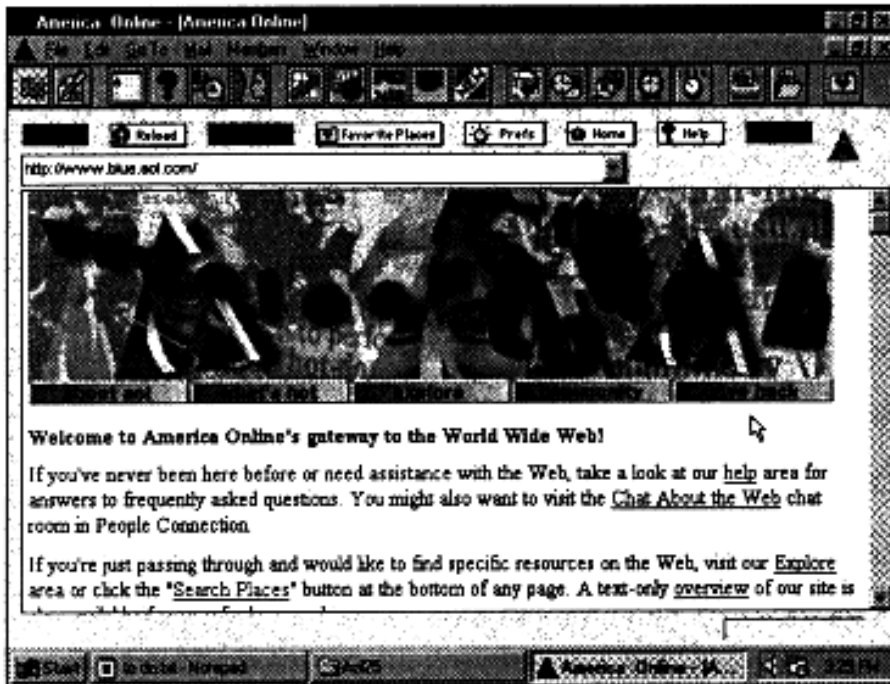 America Online - [America Online]
File Edit Go To Mail Members Window Help
Reload Favorite Places Prefs Home Help
http://www.blue.aol.com/
Welcome to America Online's gateway to the World Wide Web!
If you've never been here before or need assistance with the Web, take a look at our help area for
answers to frequently asked questions. You might also want to visit the Chat About the Web chat
room in People Connection
If you're just passing through and would like to find specific resources on the Web, visit our Explore
area or click the "Search Places" button at the bottom of any page. A text-only overview of our site is
Start Notepad America Online - [A... 3:25 PM